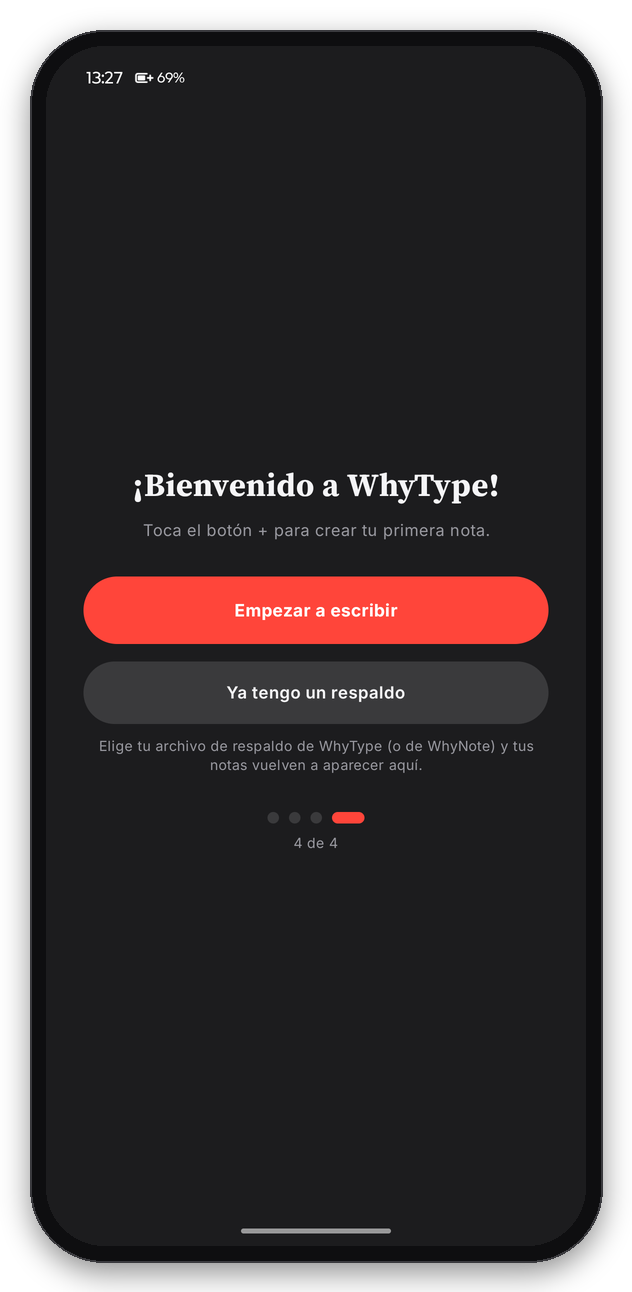 13:27 69%
¡Bienvenido a WhyType!
Toca el botón + para crear tu primera nota.
Empezar a escribir
Ya tengo un respaldo
Elige tu archivo de respaldo de WhyType (o de WhyNote) y tus
notas vuelven a aparecer aquí.
4 de 4